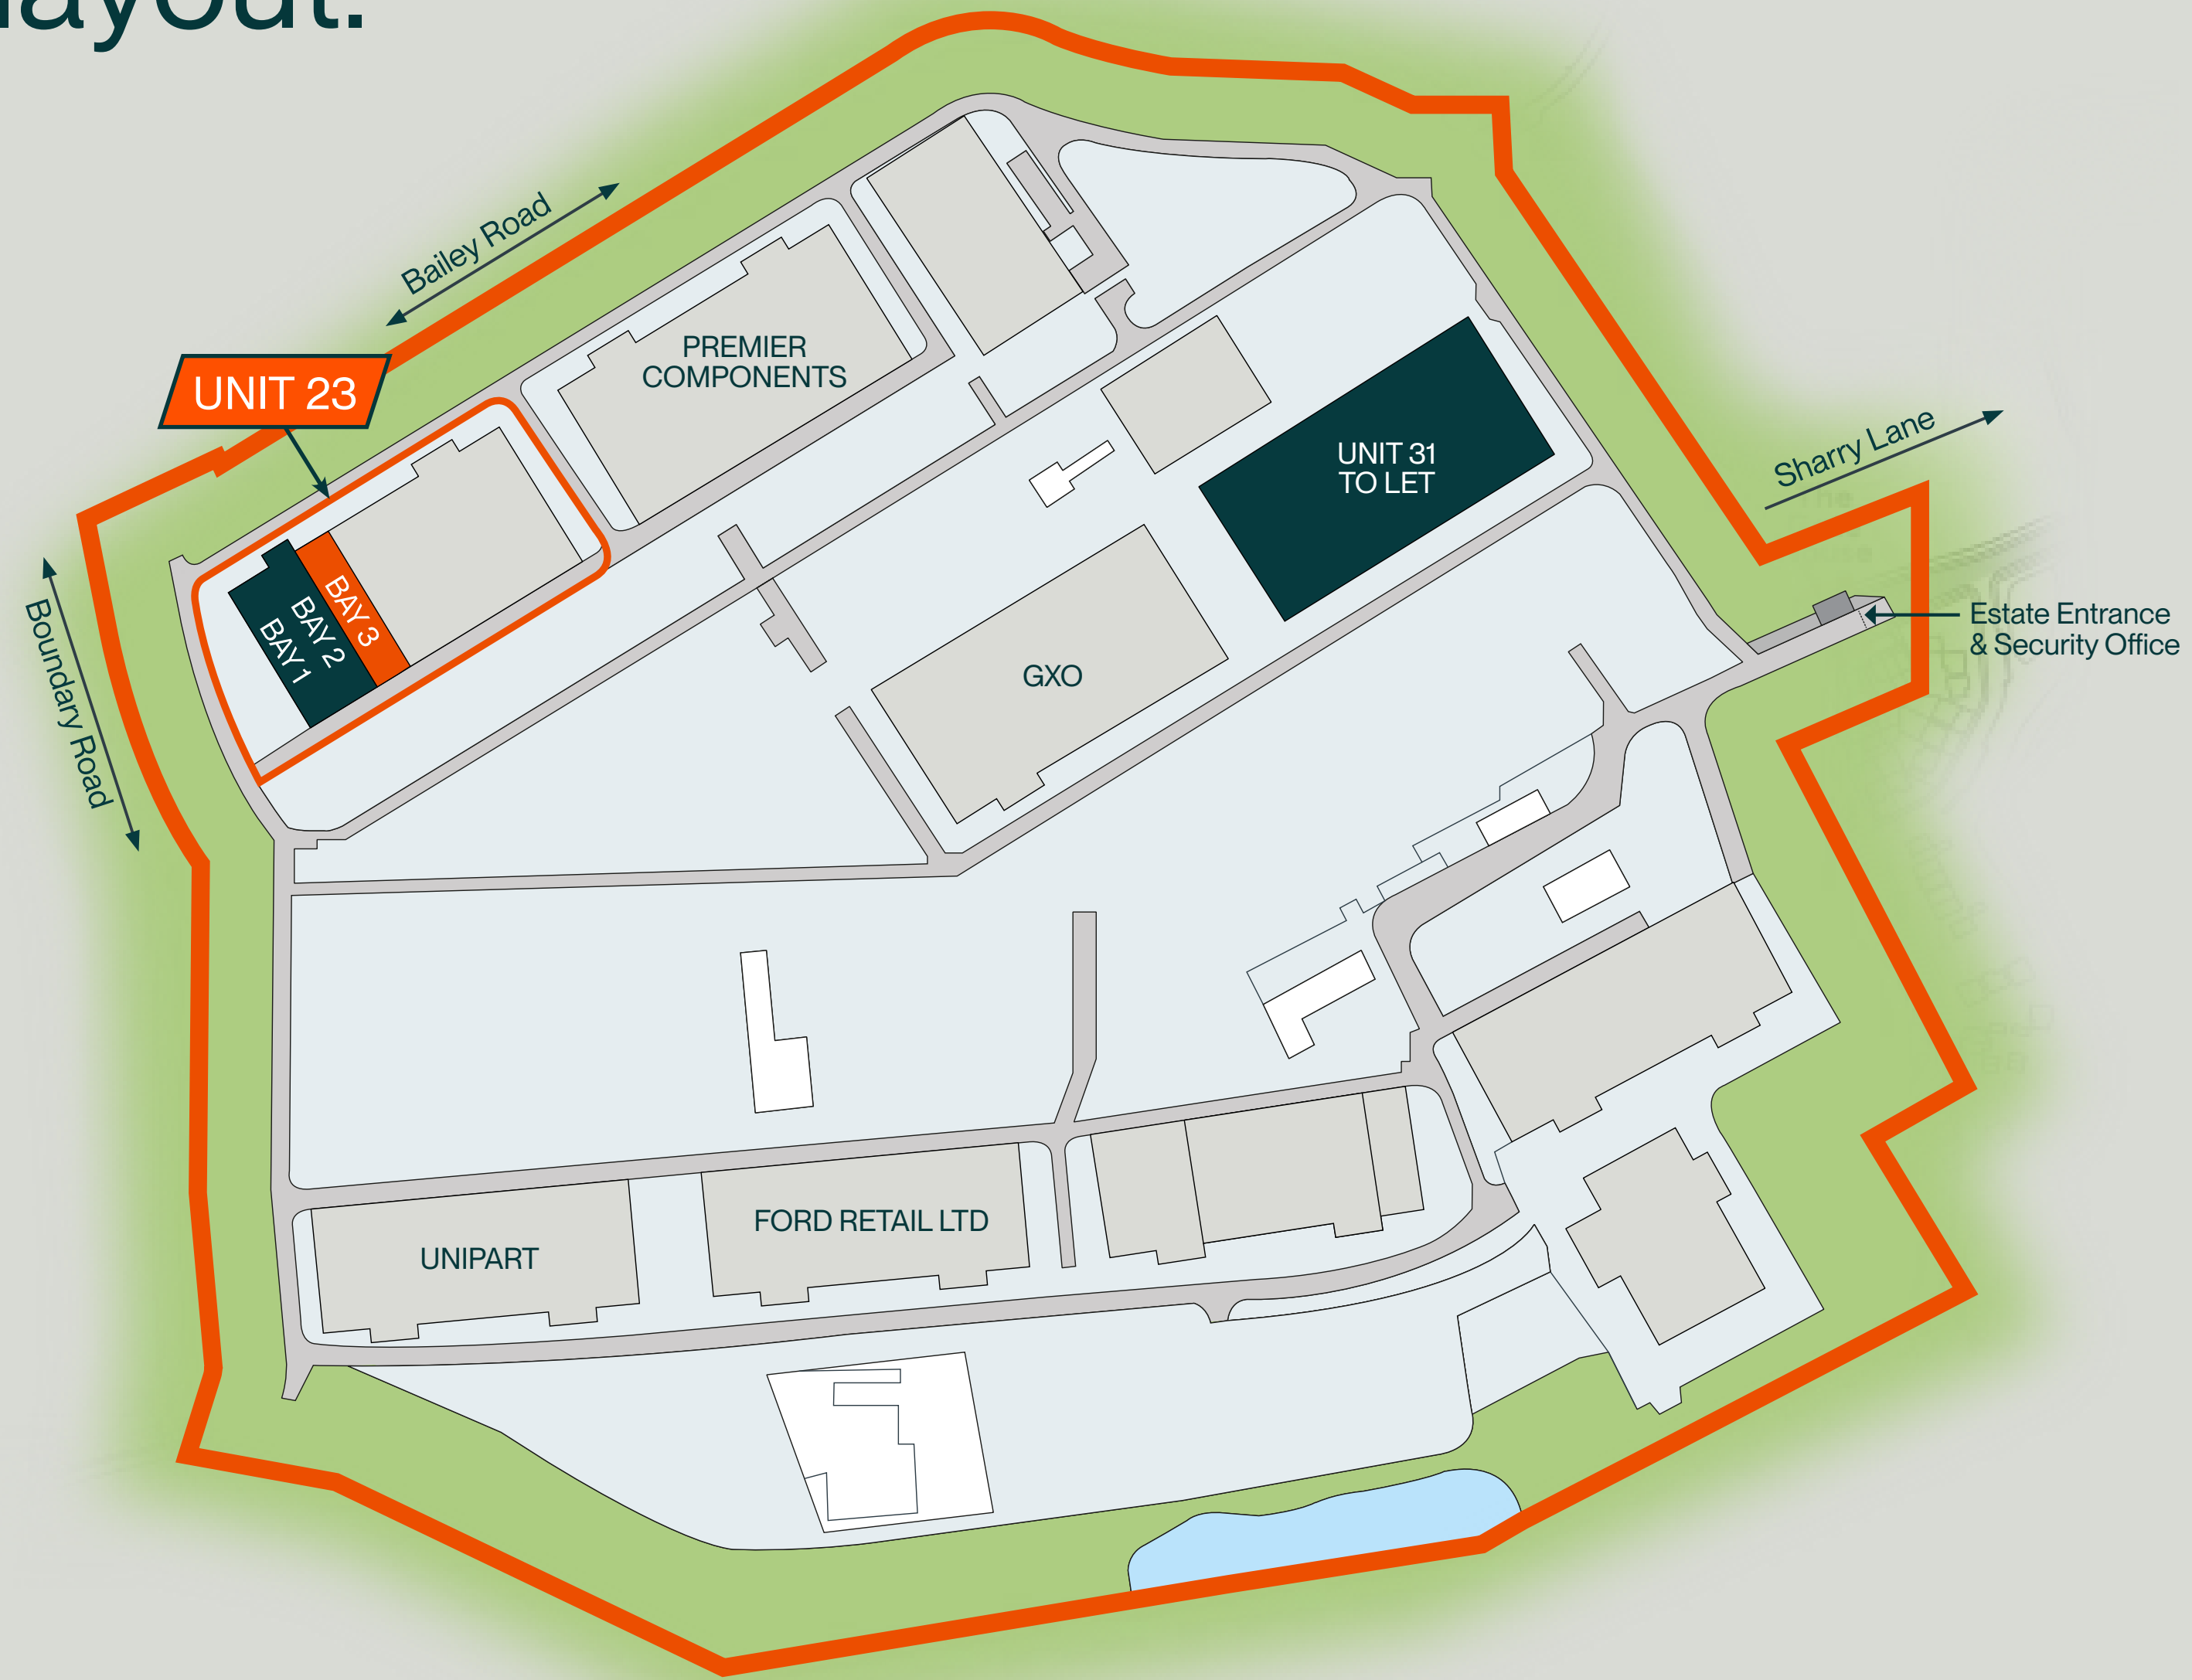 layout.
Bailey Road
UNIT 23
PREMIER
COMPONENTS
UNIT 31
TO LET
Sharry Lane
BAY 3
BAY 2
BAY 1
Boundary Road
Estate Entrance
& Security Office
GXO
FORD RETAIL LTD
UNIPART